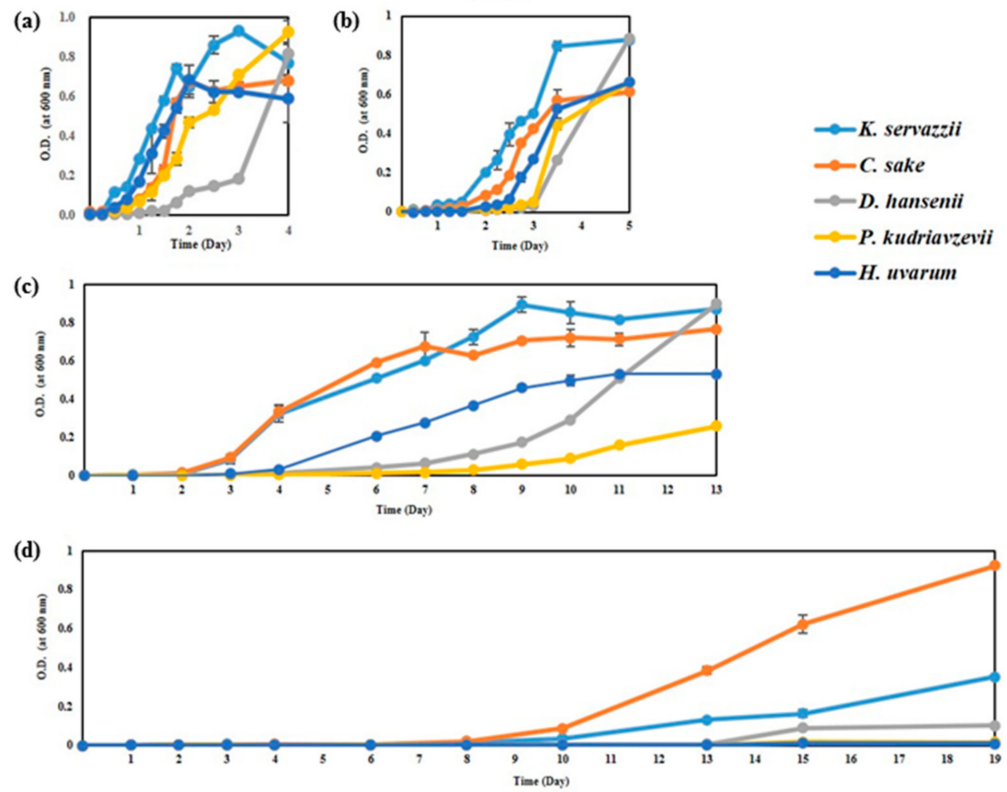 (a)
1.0
0.8
0.6
0.4
0.2
0.0
O.D. (at 600 nm)
1 2 3 4
Time (Day)
(b)
1
0.8
0.6
0.4
0.2
0
O.D. (at 600 nm)
1 2 3 4 5
Time (Day)
K. servazzii
C. sake
D. hansenii
P. kudriavzevii
H. uvarum
(c)
1
0.8
0.6
0.4
0.2
0
O.D. (at 600 nm)
1 2 3 4 5 6 7 8 9 10 11 12 13
Time (Day)
(d)
1
0.8
0.6
0.4
0.2
0
O.D. (at 600 nm)
1 2 3 4 5 6 7 8 9 10 11 12 13 14 15 16 17 18 19
Time (Day)